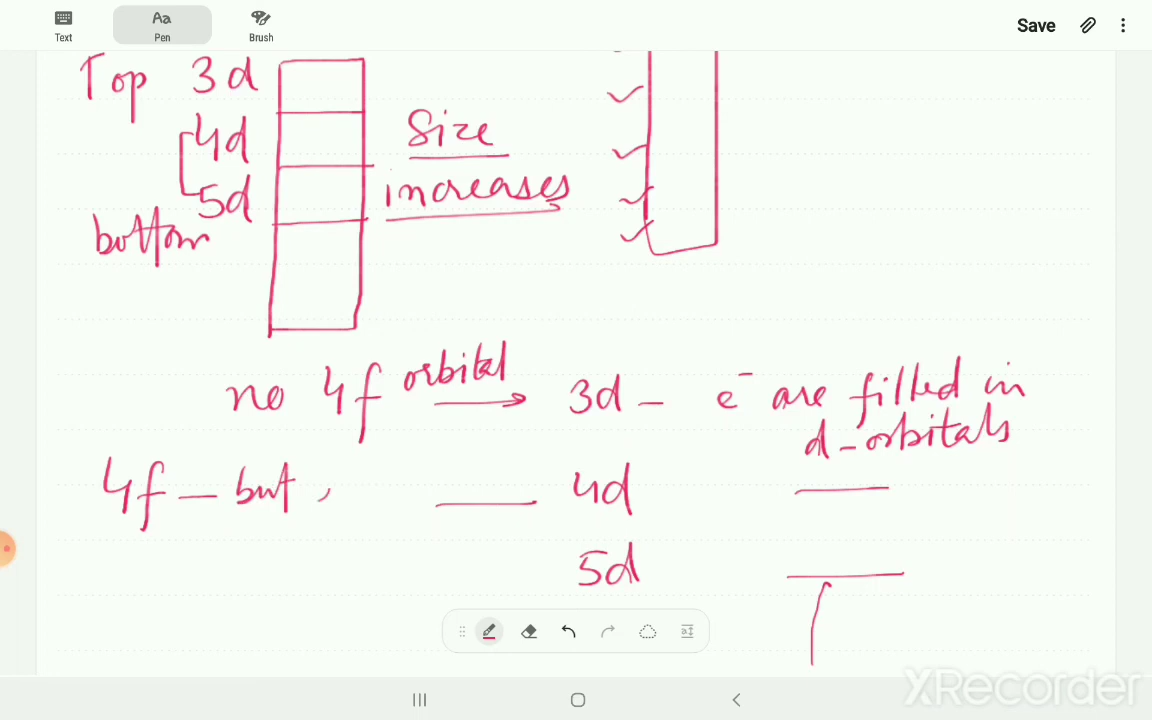 Text
Aa
Pen
Brush
Save
Top 3d
4d
5d
bottom
Size
increases
no 4f orbital → 3d - e⁻ are filled in
d-orbitals
4f - but, 4d
5d
XRecorder